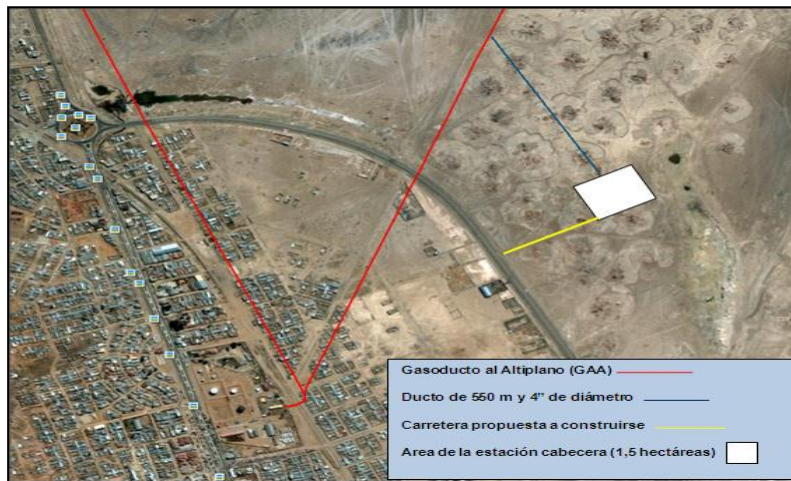 Gasoducto al Altiplano (GAA)
Ducto de 550 m y 4" de diámetro
Carretera propuesta a construirse
Area de la estación cabecera (1,5 hectáreas)